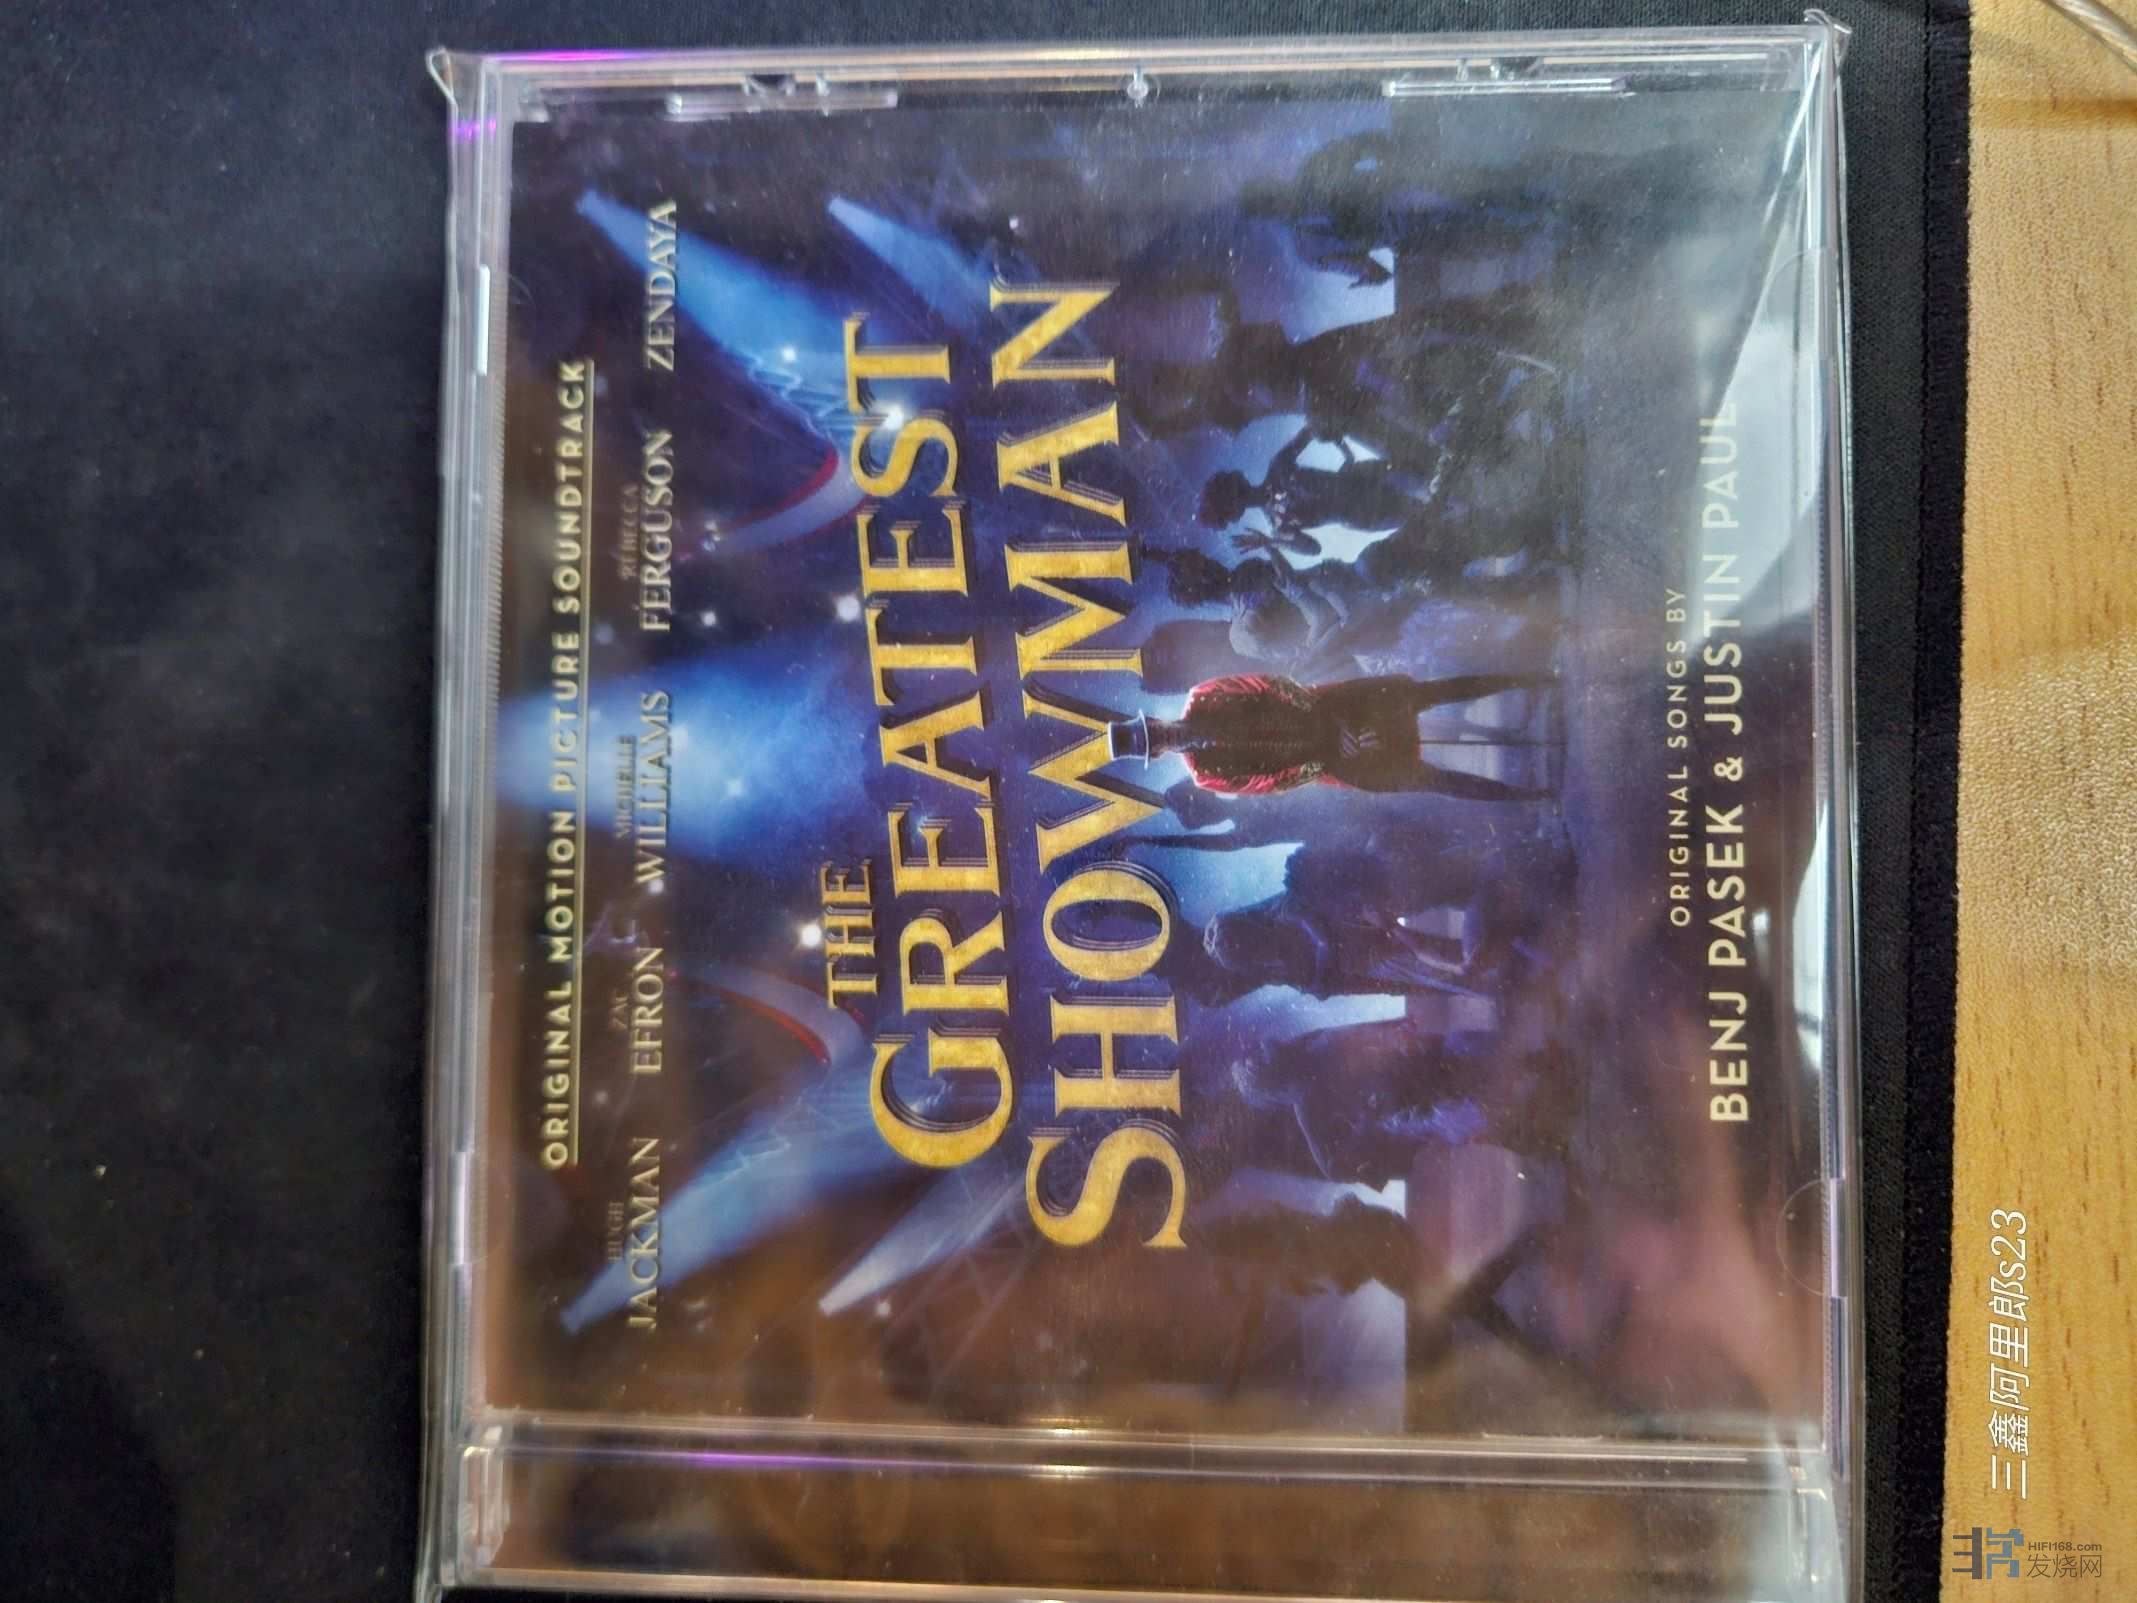 ORIGINAL MOTION PICTURE SOUNDTRACK
HUGH JACKMAN ZAC EFRON MICHELLE WILLIAMS REBECCA FERGUSON ZENDAYA
THE
GREATEST
SHOWMAN
ORIGINAL SONGS BY
BENJ PASEK & JUSTIN PAUL
三鑫阿里郎s23
HIFI168.com
发烧网